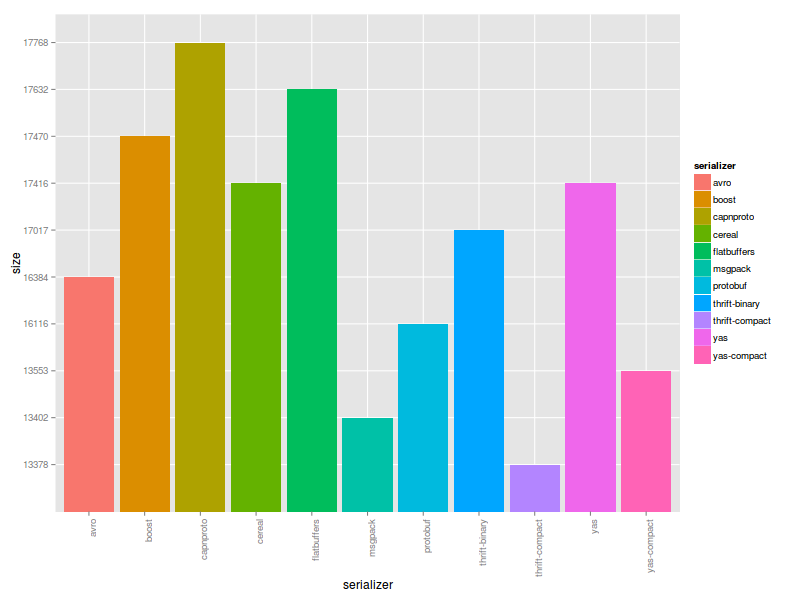 17768
17632
17470
17416
17017
16384
16116
13553
13402
13378
size
avro
boost
capnproto
cereal
flatbuffers
msgpack
protobuf
thrift-binary
thrift-compact
yas
yas-compact
serializer
serializer
avro
boost
capnproto
cereal
flatbuffers
msgpack
protobuf
thrift-binary
thrift-compact
yas
yas-compact